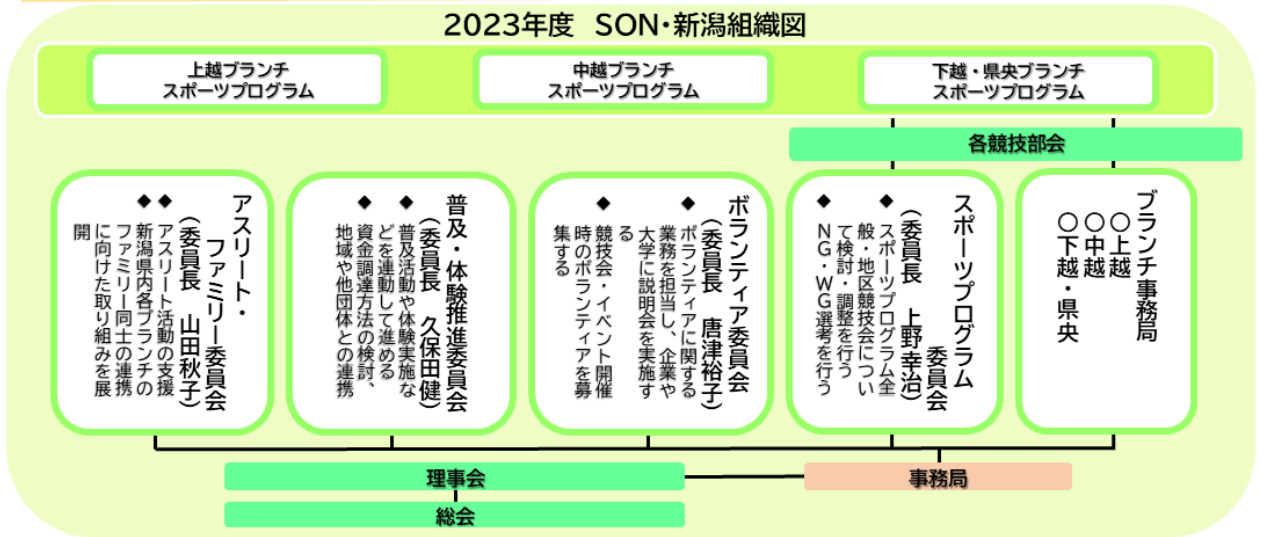 2023年度 SON・新潟組織図
上越ブランチ
スポーツプログラム
中越ブランチ
スポーツプログラム
下越・県央ブランチ
スポーツプログラム
各競技部会
ブランチ事務局
〇上越
〇中越
〇下越・県央
スポーツプログラム
委員会
（委員長 上野幸治）
◆ スポーツプログラム全
般・地区競技会につい
て検討・調整を行う
◆ NG・WG選考を行う
ボランティア委員会
（委員長 唐津裕子）
◆ ボランティアに関する
業務を担当し、企業や
大学に説明会を実施す
る
◆ 競技会・イベント開催
時のボランティアを募
集する
普及・体験推進委員会
（委員長 久保田健）
◆ 普及活動や体験実施な
どを連動して進める
◆ 資金調達方法の検討、
地域や他団体との連携
アスリート・
ファミリー委員会
（委員長 山田秋子）
◆ アスリート活動の支援
◆ 新潟県内各ブランチの
ファミリー同士の連携
に向けた取り組みを展
開
理事会
事務局
総会